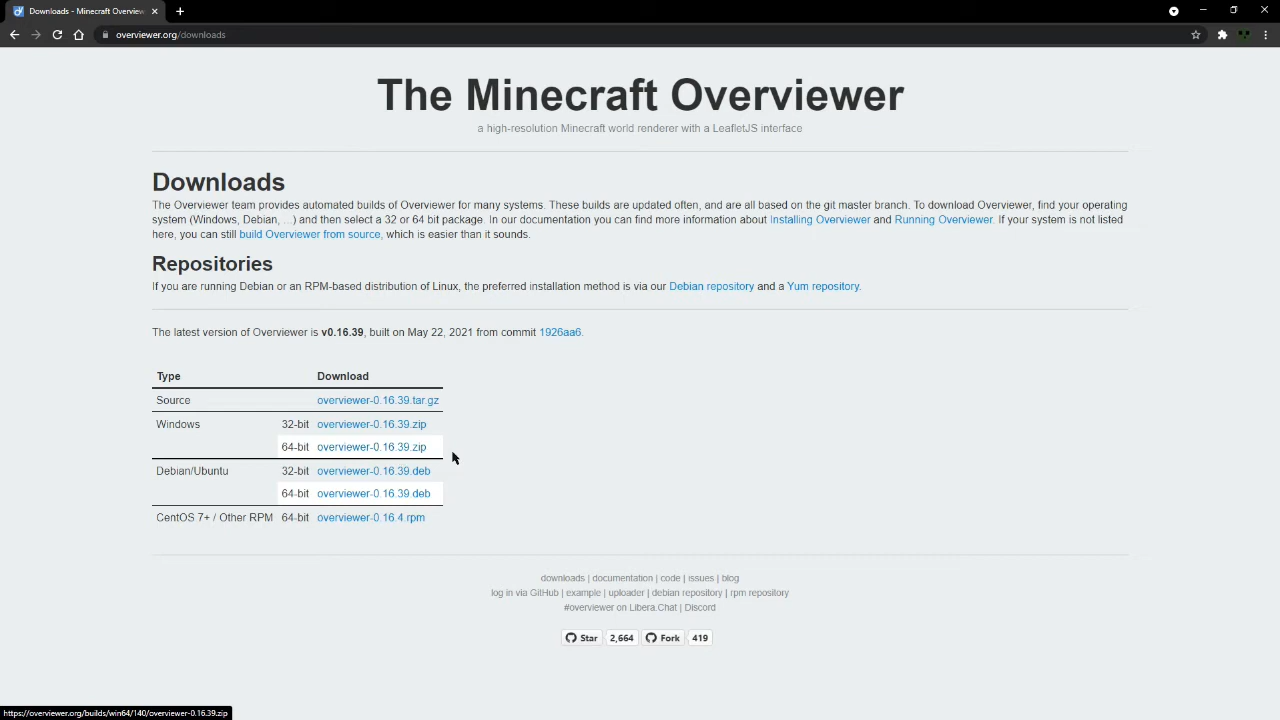 Downloads - Minecraft Overview
overviewer.org/downloads
The Minecraft Overviewer
a high-resolution Minecraft world renderer with a LeafletJS interface
Downloads
The Overviewer team provides automated builds of Overviewer for many systems. These builds are updated often, and are all based on the git master branch. To download Overviewer, find your operating
system (Windows, Debian, ...) and then select a 32 or 64 bit package. In our documentation you can find more information about Installing Overviewer and Running Overviewer. If your system is not listed
here, you can still build Overviewer from source, which is easier than it sounds.
Repositories
If you are running Debian or an RPM-based distribution of Linux, the preferred installation method is via our Debian repository and a Yum repository.
The latest version of Overviewer is v0.16.39, built on May 22, 2021 from commit 1926aa6.
Type Download
Source overviewer-0.16.39.tar.gz
Windows 32-bit overviewer-0.16.39.zip
64-bit overviewer-0.16.39.zip
Debian/Ubuntu 32-bit overviewer-0.16.39.deb
64-bit overviewer-0.16.39.deb
CentOS 7+ / Other RPM 64-bit overviewer-0.16.4.rpm
downloads | documentation | code | issues | blog
log in via GitHub | example | uploader | debian repository | rpm repository
#overviewer on Libera.Chat | Discord
Star 2,664 Fork 419
https://overviewer.org/builds/win64/140/overviewer-0.16.39.zip